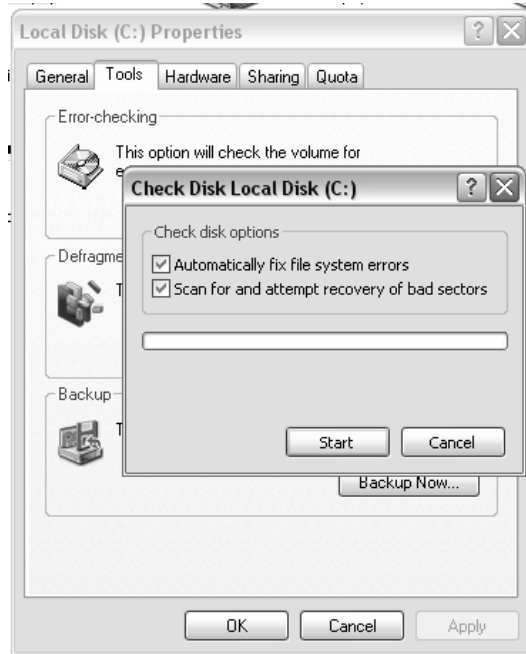 Local Disk (C:) Properties
General Tools Hardware Sharing Quota
Error-checking
This option will check the volume for
Check Disk Local Disk (C:)
Check disk options
Automatically fix file system errors
Scan for and attempt recovery of bad sectors
Start Cancel
Backup
Backup Now...
OK Cancel Apply